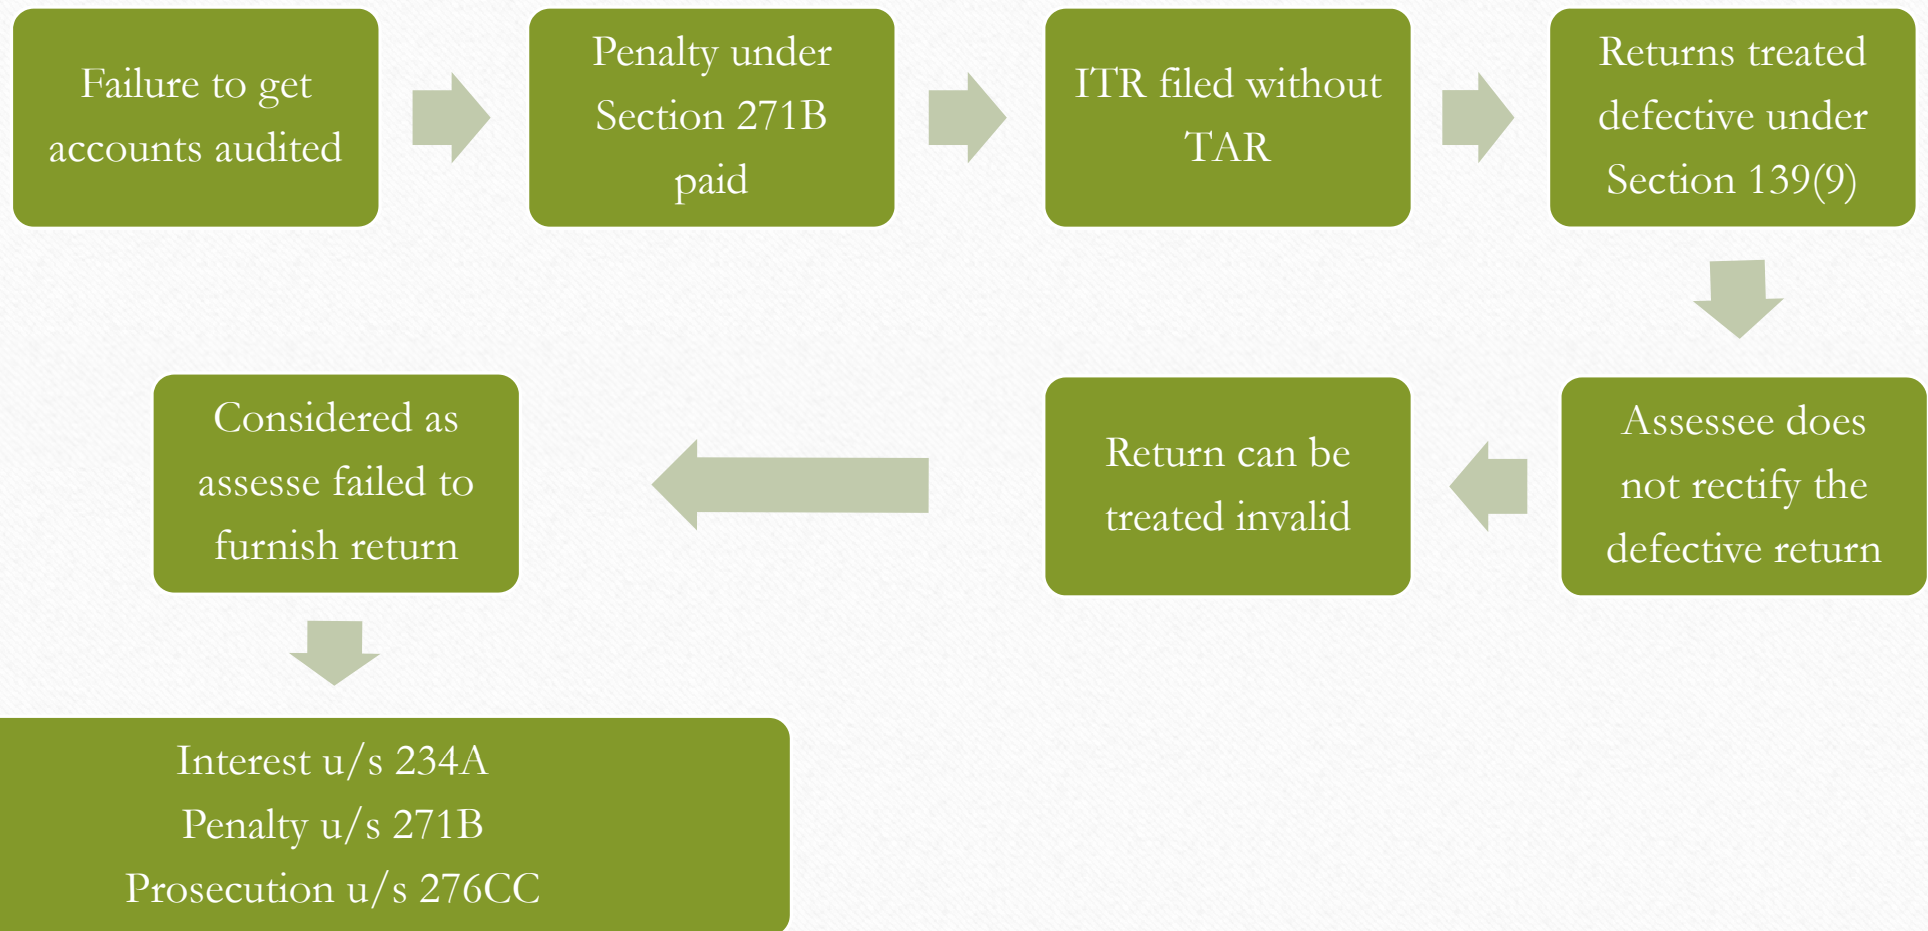 Failure to get
accounts audited
Penalty under
Section 271B
paid
ITR filed without
TAR
Returns treated
defective under
Section 139(9)
Assessee does
not rectify the
defective return
Return can be
treated invalid
Considered as
assesse failed to
furnish return
Interest u/s 234A
Penalty u/s 271B
Prosecution u/s 276CC